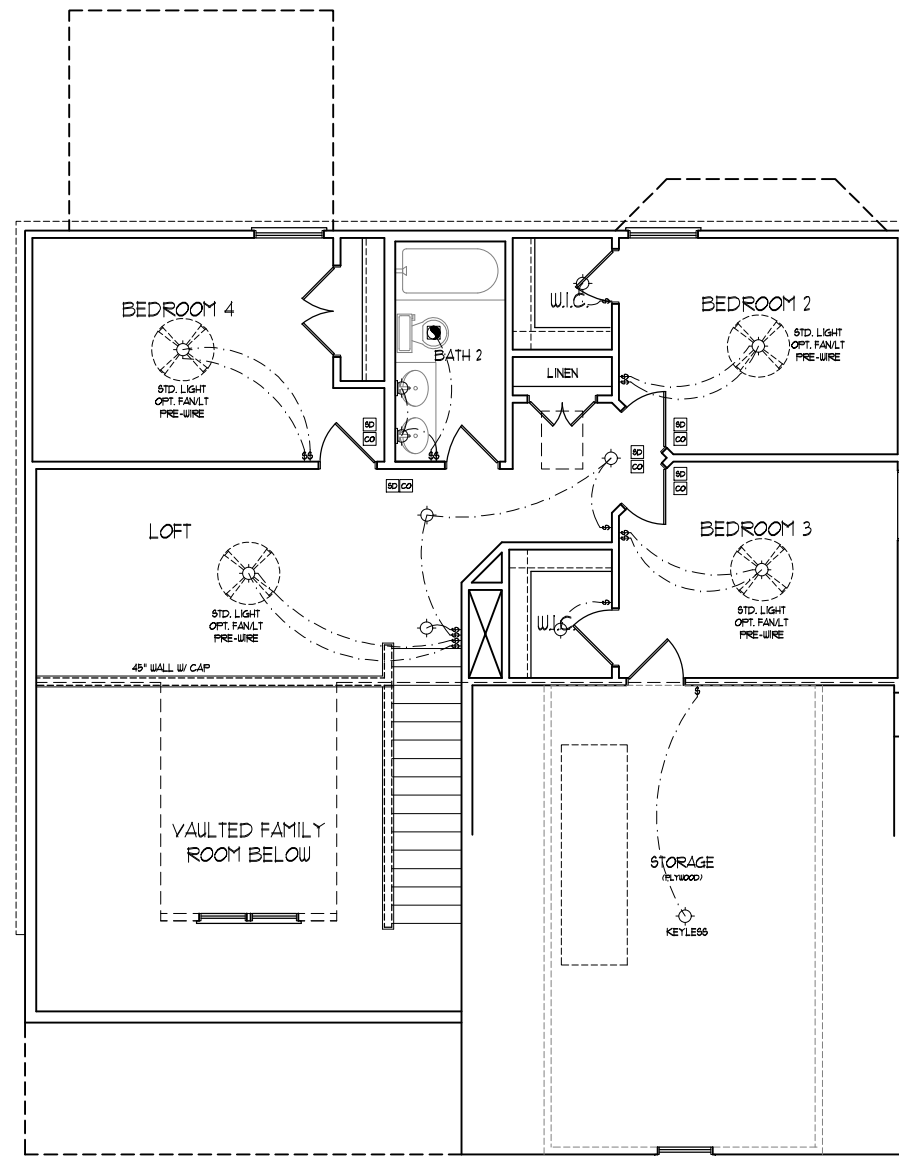 BEDROOM 4
STD. LIGHT
OPT. FAN/LT
PRE-WIRE
SD
CO
BATH 2
W.I.C.
LINEN
BEDROOM 2
STD. LIGHT
OPT. FAN/LT
PRE-WIRE
SD
CO
SD
CO
SD
CO
SD CO
LOFT
STD. LIGHT
OPT. FAN/LT
PRE-WIRE
45" WALL W/ CAP
BEDROOM 3
STD. LIGHT
OPT. FAN/LT
PRE-WIRE
W.I.C.
VAULTED FAMILY
ROOM BELOW
STORAGE
(PLYWOOD)
KEYLESS